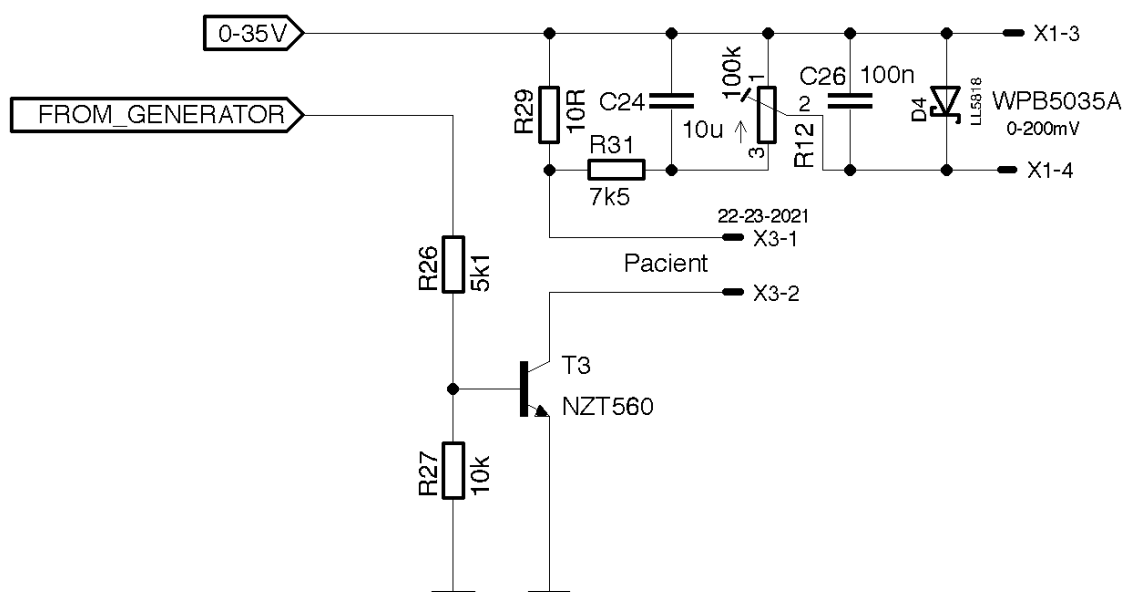 0-35V
X1-3
FROM_GENERATOR
R29
10R
C24
10u
100k
1
2
3
R12
C26
100n
D4
LL5818
WPB5035A
0-200mV
R31
7k5
X1-4
22-23-2021
X3-1
Pacient
X3-2
R26
5k1
T3
NZT560
R27
10k